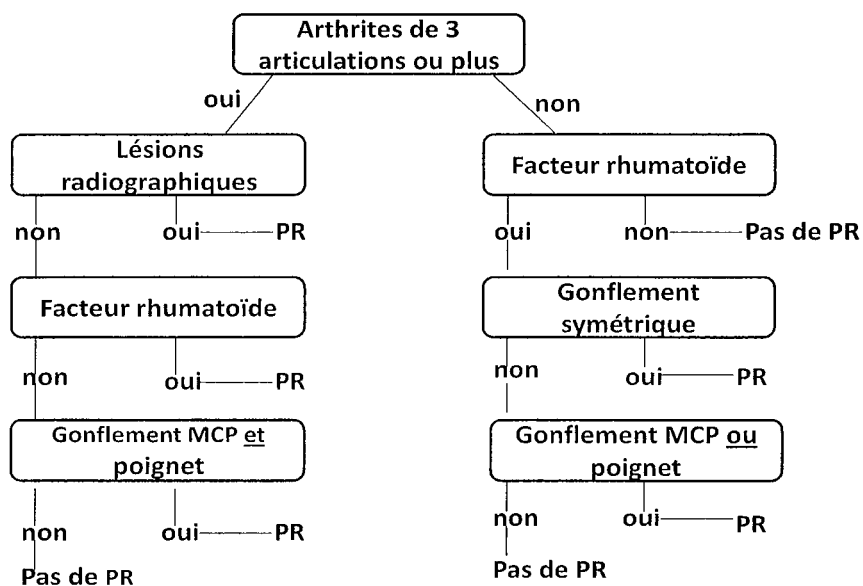 Arthrites de 3
articulations ou plus
oui
non
Lésions
radiographiques
Facteur rhumatoïde
non
oui
PR
oui
non
Pas de PR
Facteur rhumatoïde
Gonflement
symétrique
non
oui
PR
non
oui
PR
Gonflement MCP et
poignet
Gonflement MCP ou
poignet
non
oui
PR
non
oui
PR
Pas de PR
Pas de PR